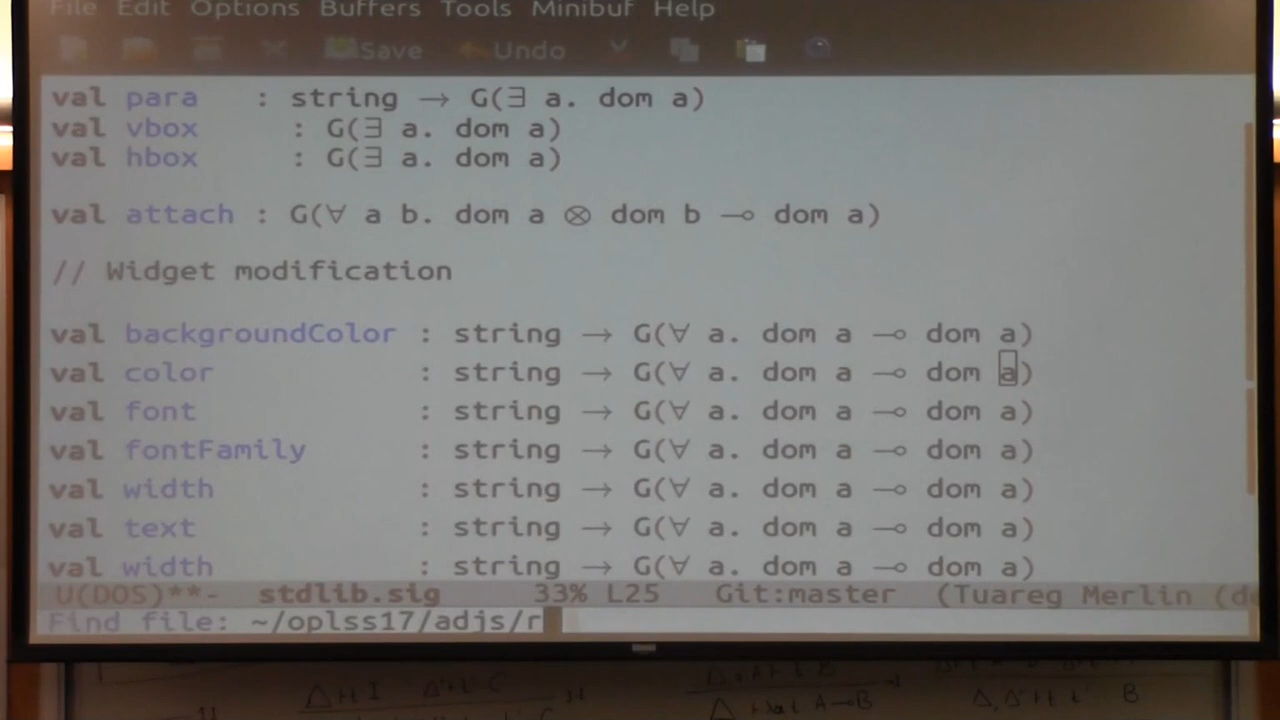 File Edit Options Buffers Tools Minibuf Help
Save Undo
val para : string → G(∃ a. dom a)
val vbox : G(∃ a. dom a)
val hbox : G(∃ a. dom a)
val attach : G(∀ a b. dom a ⊗ dom b ⊸ dom a)
// Widget modification
val backgroundColor : string → G(∀ a. dom a ⊸ dom a)
val color : string → G(∀ a. dom a ⊸ dom a)
val font : string → G(∀ a. dom a ⊸ dom a)
val fontFamily : string → G(∀ a. dom a ⊸ dom a)
val width : string → G(∀ a. dom a ⊸ dom a)
val text : string → G(∀ a. dom a ⊸ dom a)
val width : string → G(∀ a. dom a ⊸ dom a)
U(DOS)**- stdlib.sig 33% L25 Git:master (Tuareg Merlin (de
Find file: ~/oplss17/adjs/r